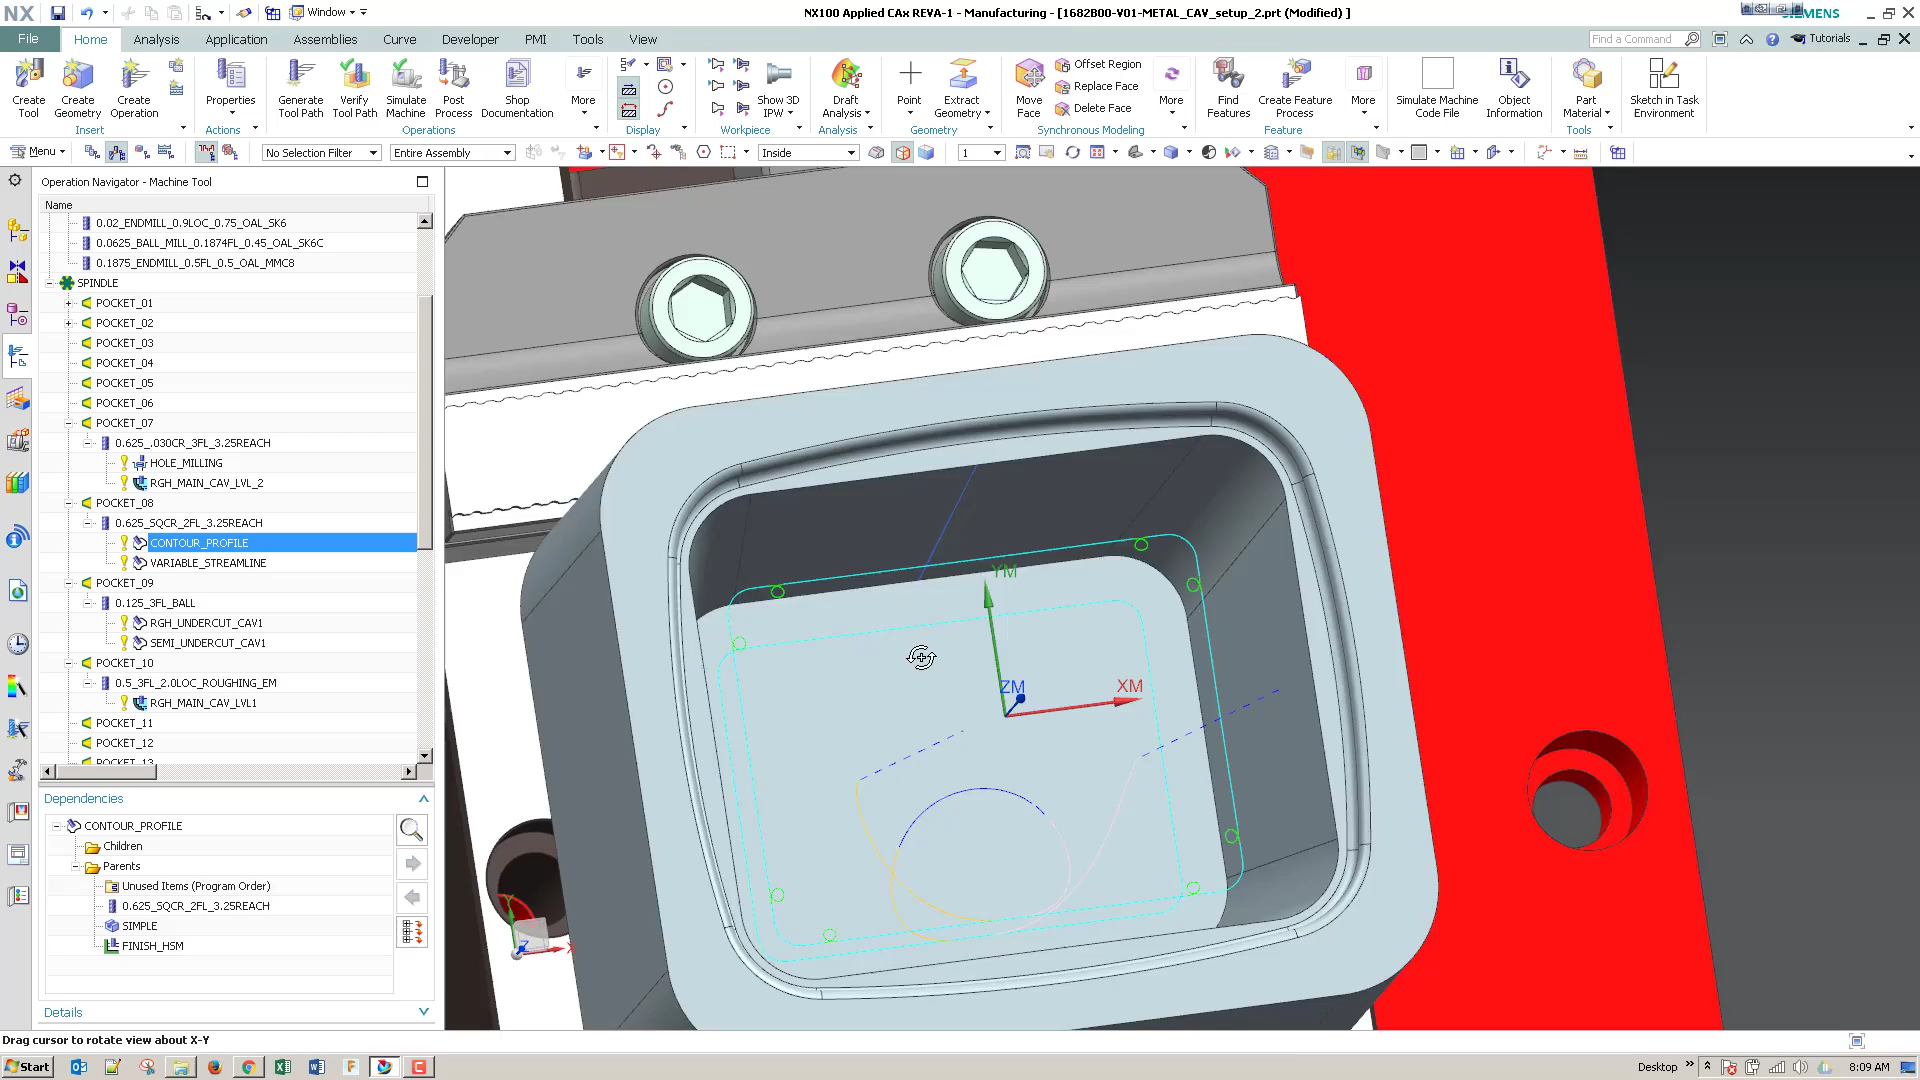 NX
Window
NX100 Applied CAx REVA-1 - Manufacturing - [1682B00-V01-METAL_CAV_setup_2.prt (Modified) ]
SIEMENS
File
Home
Analysis
Application
Assemblies
Curve
Developer
PMI
Tools
View
Find a Command
Tutorials
Create Tool
Create Geometry
Create Operation
Properties
Generate Tool Path
Verify Tool Path
Simulate Machine
Post Process
Shop Documentation
More
Show 3D IPW
Draft Analysis
Point
Extract Geometry
Move Face
Offset Region
Replace Face
Delete Face
More
Find Features
Create Feature Process
More
Simulate Machine Code File
Object Information
Part Material
Sketch in Task Environment
Insert
Actions
Operations
Display
Workpiece
Analysis
Geometry
Synchronous Modeling
Feature
Tools
Menu
No Selection Filter
Entire Assembly
Inside
1
Operation Navigator - Machine Tool
Name
0.02_ENDMILL_0.9LOC_0.75_OAL_SK6
0.0625_BALL_MILL_0.1874FL_0.45_OAL_SK6C
0.1875_ENDMILL_0.5FL_0.5_OAL_MMC8
SPINDLE
POCKET_01
POCKET_02
POCKET_03
POCKET_04
POCKET_05
POCKET_06
POCKET_07
0.625_.030CR_3FL_3.25REACH
HOLE_MILLING
RGH_MAIN_CAV_LVL_2
POCKET_08
0.625_SQCR_2FL_3.25REACH
CONTOUR_PROFILE
VARIABLE_STREAMLINE
POCKET_09
0.125_3FL_BALL
RGH_UNDERCUT_CAV1
SEMI_UNDERCUT_CAV1
POCKET_10
0.5_3FL_2.0LOC_ROUGHING_EM
RGH_MAIN_CAV_LVL1
POCKET_11
POCKET_12
POCKET_13
Dependencies
CONTOUR_PROFILE
Children
Parents
Unused Items (Program Order)
0.625_SQCR_2FL_3.25REACH
SIMPLE
FINISH_HSM
Details
YM
ZM
XM
Y
Z
X
Drag cursor to rotate view about X-Y
Start
Desktop
8:09 AM